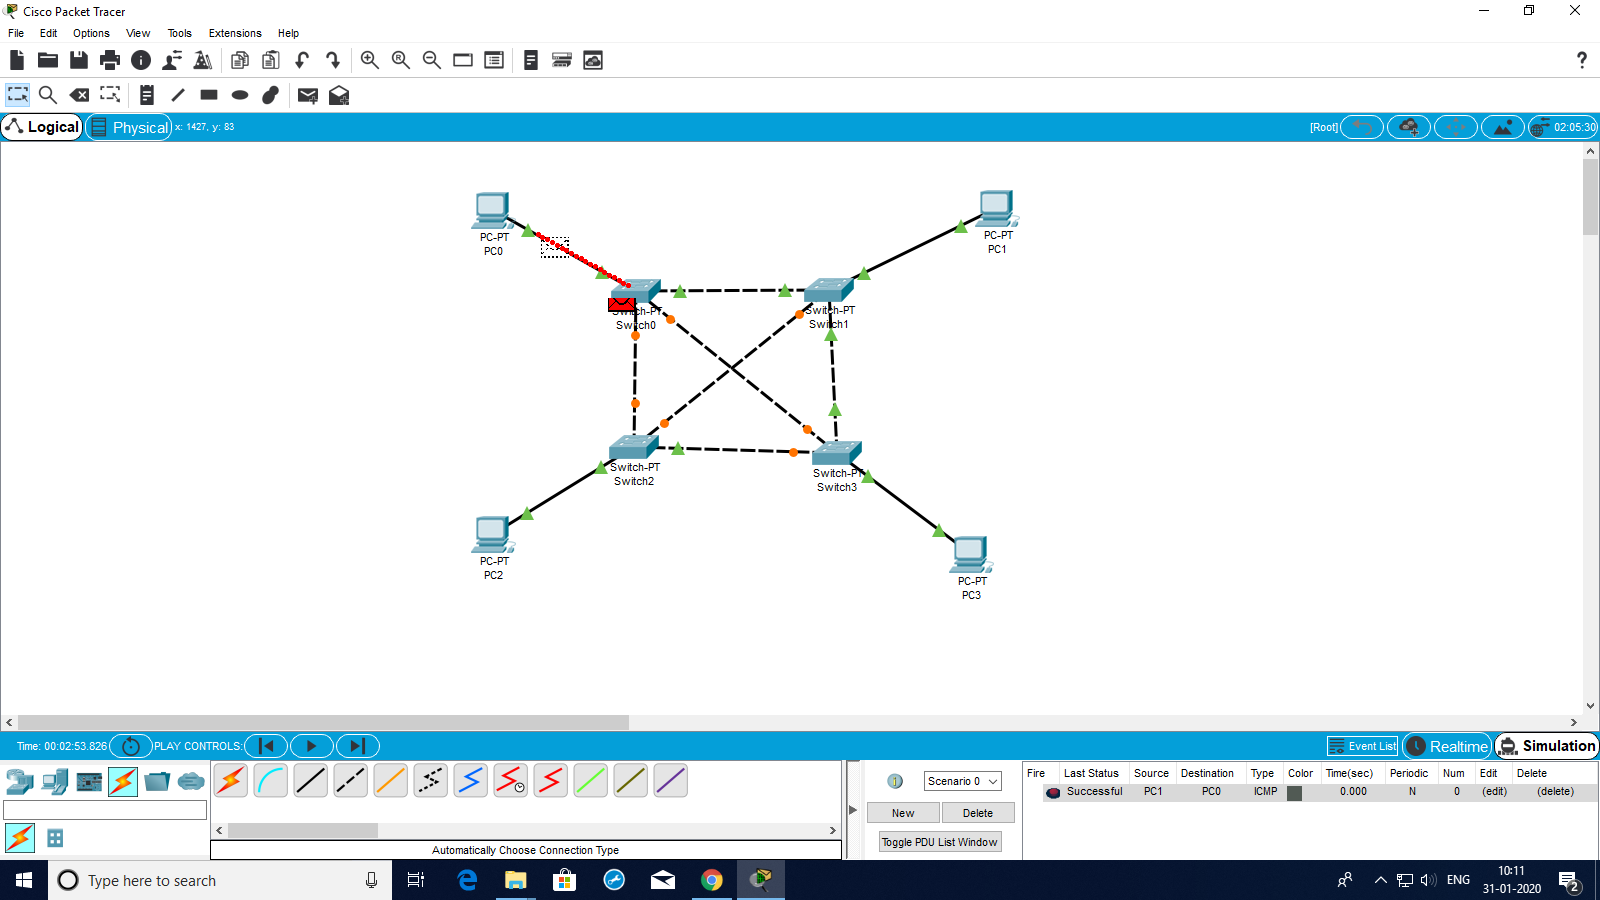 Cisco Packet Tracer
File Edit Options View Tools Extensions Help
Logical Physical x: 1427, y: 83 [Root] 02:05:30
PC-PT
PC0
PC-PT
PC1
Switch-PT
Switch0
Switch-PT
Switch1
Switch-PT
Switch2
Switch-PT
Switch3
PC-PT
PC2
PC-PT
PC3
Time: 00:02:53.826 PLAY CONTROLS: Event List Realtime Simulation
Scenario 0
New Delete
Toggle PDU List Window
Fire Last Status Source Destination Type Color Time(sec) Periodic Num Edit Delete
Successful PC1 PC0 ICMP 0.000 N 0 (edit) (delete)
Automatically Choose Connection Type
Type here to search
ENG
10:11
31-01-2020
2